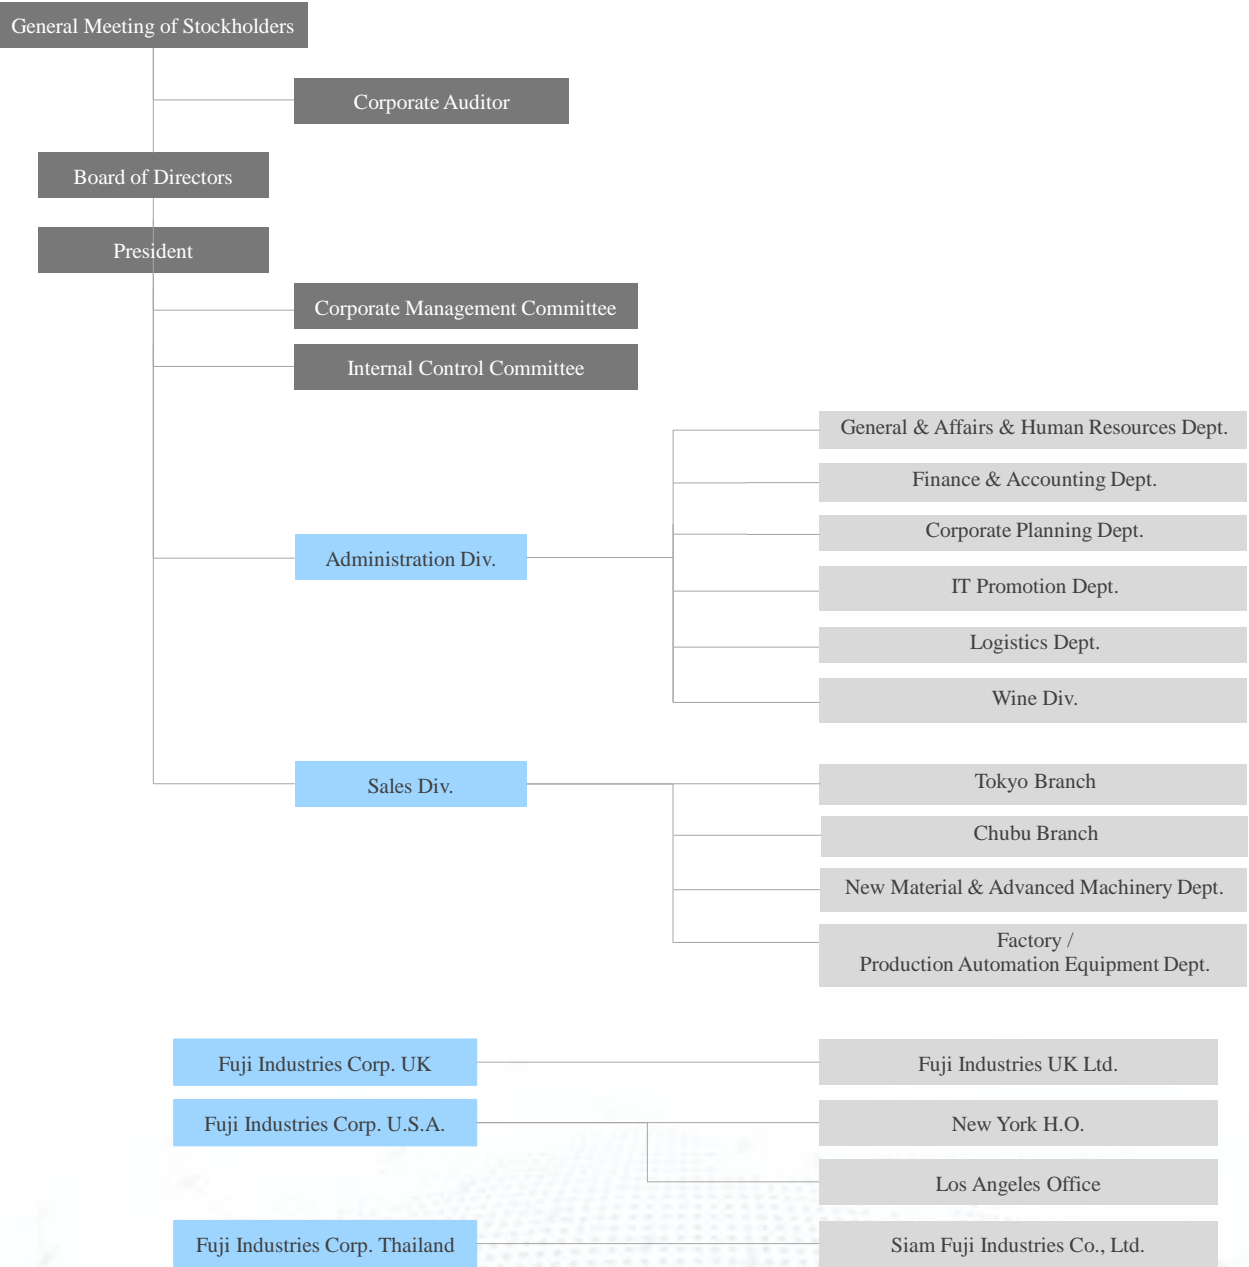 General Meeting of Stockholders
Corporate Auditor
Board of Directors
President
Corporate Management Committee
Internal Control Committee
Administration Div.
General & Affairs & Human Resources Dept.
Finance & Accounting Dept.
Corporate Planning Dept.
IT Promotion Dept.
Logistics Dept.
Wine Div.
Sales Div.
Tokyo Branch
Chubu Branch
New Material & Advanced Machinery Dept.
Factory /
Production Automation Equipment Dept.
Fuji Industries Corp. UK
Fuji Industries UK Ltd.
Fuji Industries Corp. U.S.A.
New York H.O.
Los Angeles Office
Fuji Industries Corp. Thailand
Siam Fuji Industries Co., Ltd.